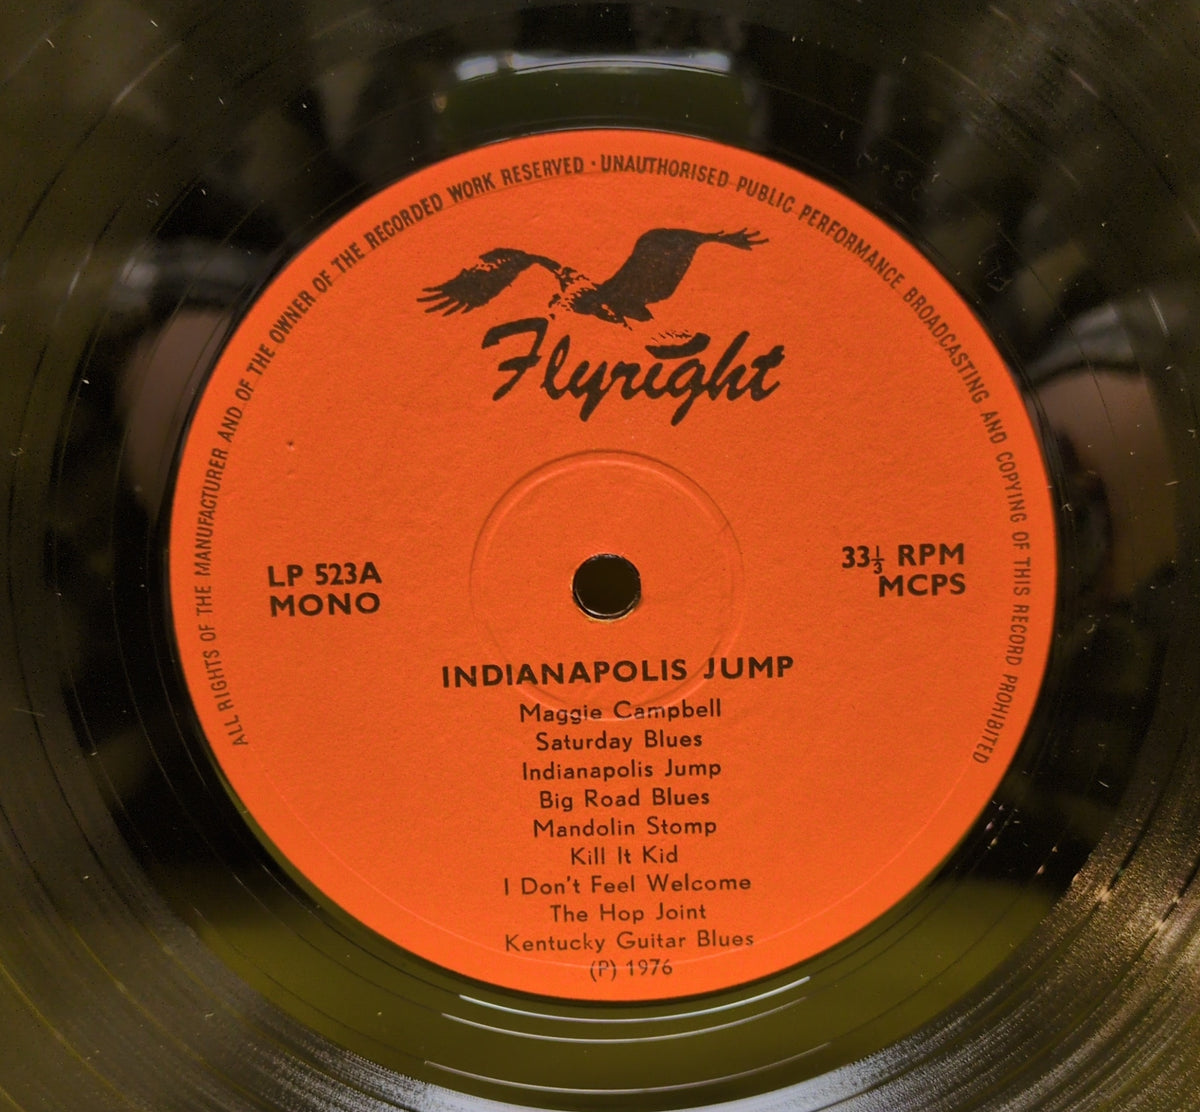 ALL RIGHTS OF THE MANUFACTURER AND OF THE OWNER OF THE RECORDED WORK RESERVED · UNAUTHORISED PUBLIC PERFORMANCE BROADCASTING AND COPYING OF THIS RECORD PROHIBITED
Flyright
LP 523A
MONO
33⅓ RPM
MCPS
INDIANAPOLIS JUMP
Maggie Campbell
Saturday Blues
Indianapolis Jump
Big Road Blues
Mandolin Stomp
Kill It Kid
I Don't Feel Welcome
The Hop Joint
Kentucky Guitar Blues
(P) 1976